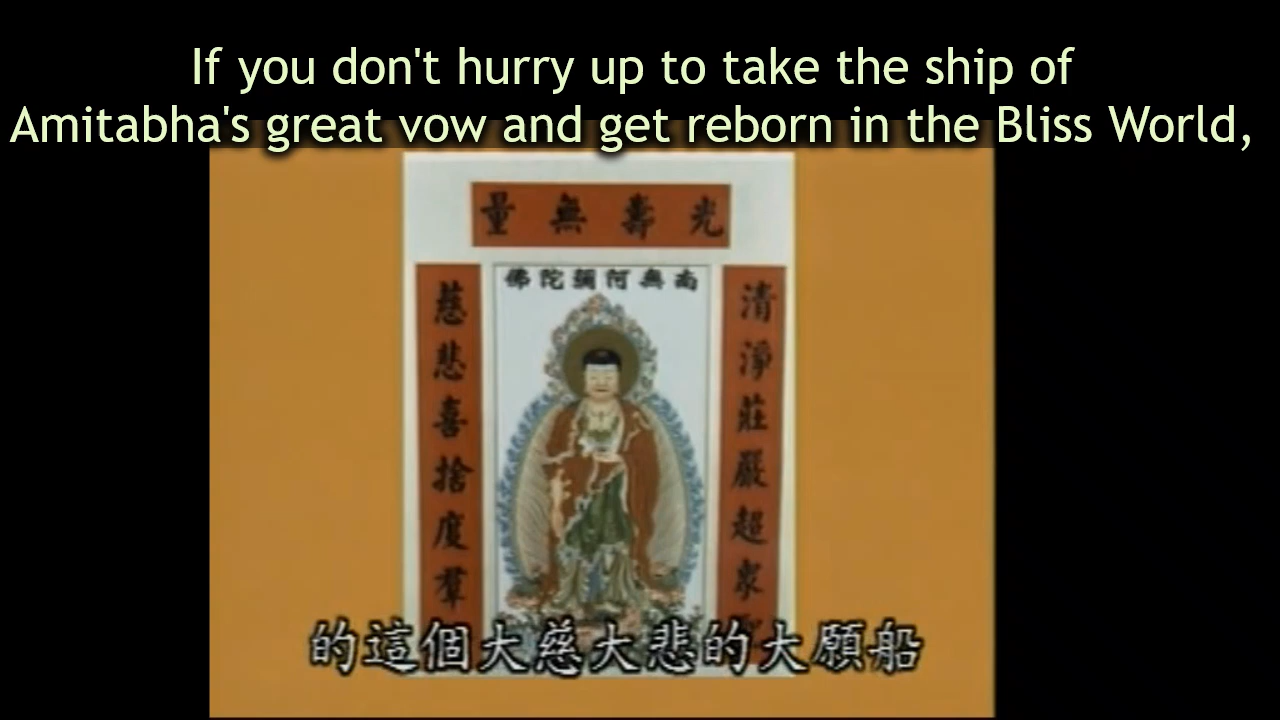 If you don't hurry up to take the ship of
Amitabha's great vow and get reborn in the Bliss World,
光壽無量
南無阿彌陀佛
清淨莊嚴超眾
慈悲喜捨度羣
的這個大慈大悲的大願船